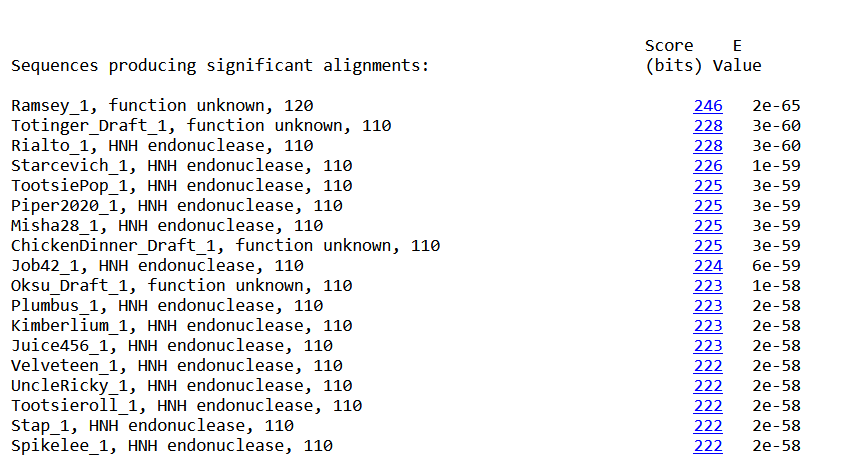 Score    E
Sequences producing significant alignments:                      (bits) Value
Ramsey_1, function unknown, 120                                       246   2e-65
Totinger_Draft_1, function unknown, 110                               228   3e-60
Rialto_1, HNH endonuclease, 110                                       228   3e-60
Starcevich_1, HNH endonuclease, 110                                   226   1e-59
TootsiePop_1, HNH endonuclease, 110                                   225   3e-59
Piper2020_1, HNH endonuclease, 110                                    225   3e-59
Misha28_1, HNH endonuclease, 110                                      225   3e-59
ChickenDinner_Draft_1, function unknown, 110                          225   3e-59
Job42_1, HNH endonuclease, 110                                        224   6e-59
Oksu_Draft_1, function unknown, 110                                   223   1e-58
Plumbus_1, HNH endonuclease, 110                                      223   2e-58
Kimberlium_1, HNH endonuclease, 110                                   223   2e-58
Juice456_1, HNH endonuclease, 110                                     223   2e-58
Velveteen_1, HNH endonuclease, 110                                    222   2e-58
UncleRicky_1, HNH endonuclease, 110                                   222   2e-58
Tootsieroll_1, HNH endonuclease, 110                                  222   2e-58
Stap_1, HNH endonuclease, 110                                         222   2e-58
Spikelee_1, HNH endonuclease, 110                                     222   2e-58